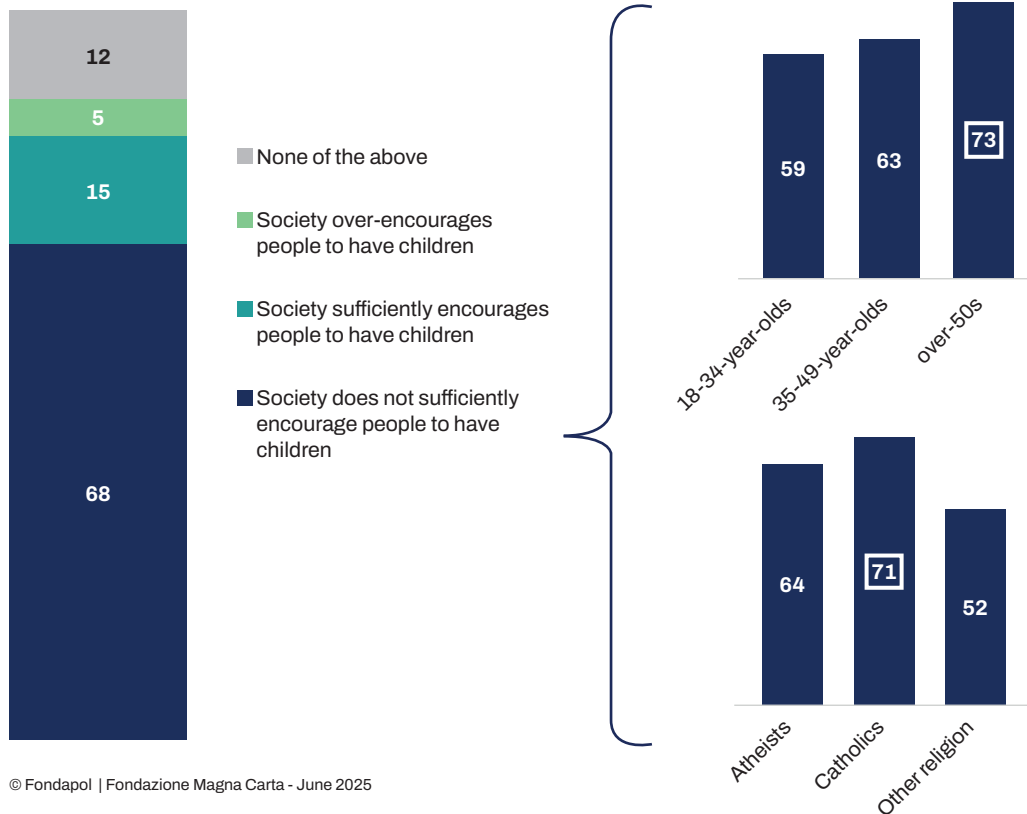 12
5
15
68
None of the above
Society over-encourages
people to have children
Society sufficiently encourages
people to have children
Society does not sufficiently
encourage people to have
children
59
63
73
18-34-year-olds
35-49-year-olds
over-50s
64
71
52
Atheists
Catholics
Other religion
© Fondapol | Fondazione Magna Carta - June 2025